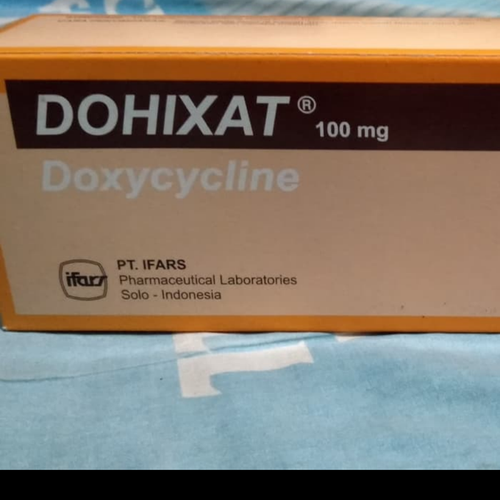 DOHIXAT® 100 mg
Doxycycline
ifars
PT. IFARS
Pharmaceutical Laboratories
Solo - Indonesia